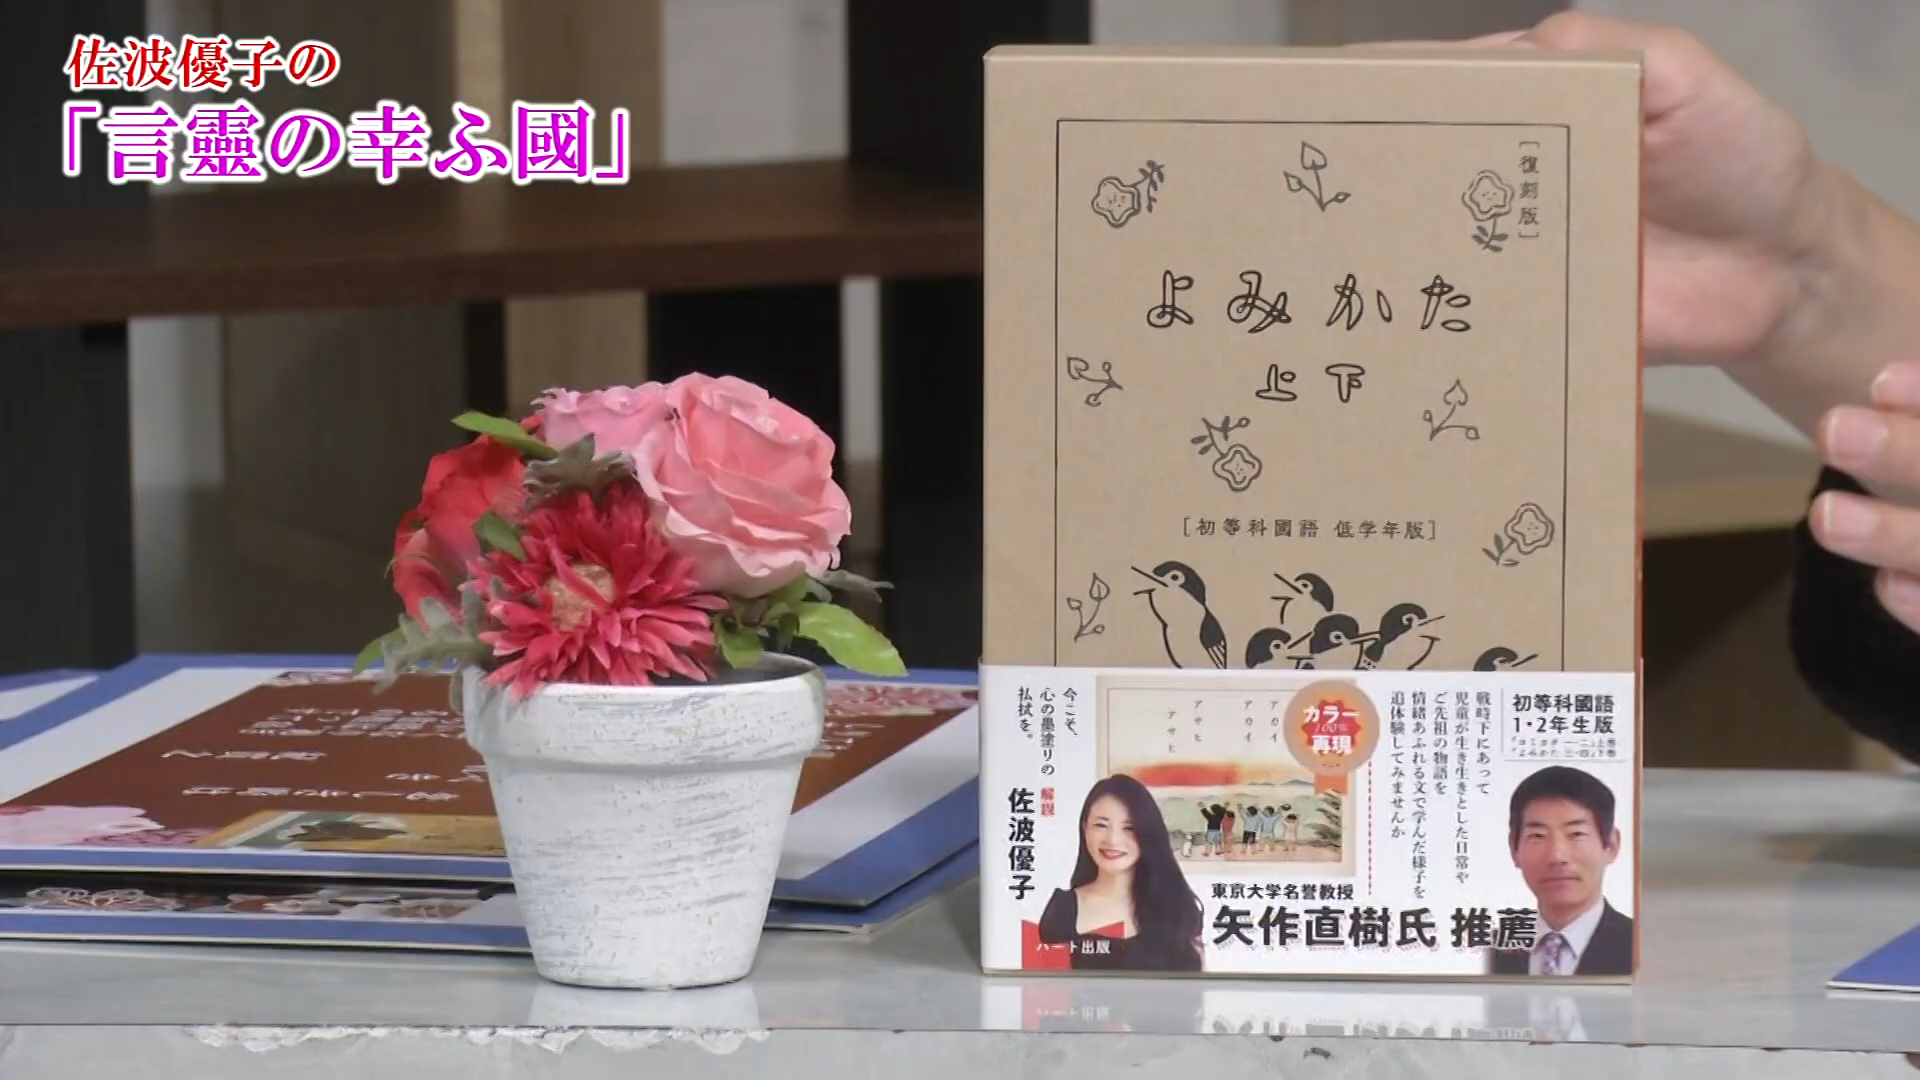 佐波優子の
「言靈の幸ふ國」
［復刻版］
よみかた
上下
［初等科國語 低学年版］
初等科國語
1・2年生版
戦時下にあって
児童が生き生きとした日常や
ご先祖の物語を
情緒あふれる文で学んだ様子を
追体験してみませんか
カラー
100%
再現
アカイ
アカイ
アサヒ
アサヒ
今こそ、
心の墨塗りの
払拭を。
解説
佐波優子
東京大学名誉教授
矢作直樹氏 推薦
ハート出版